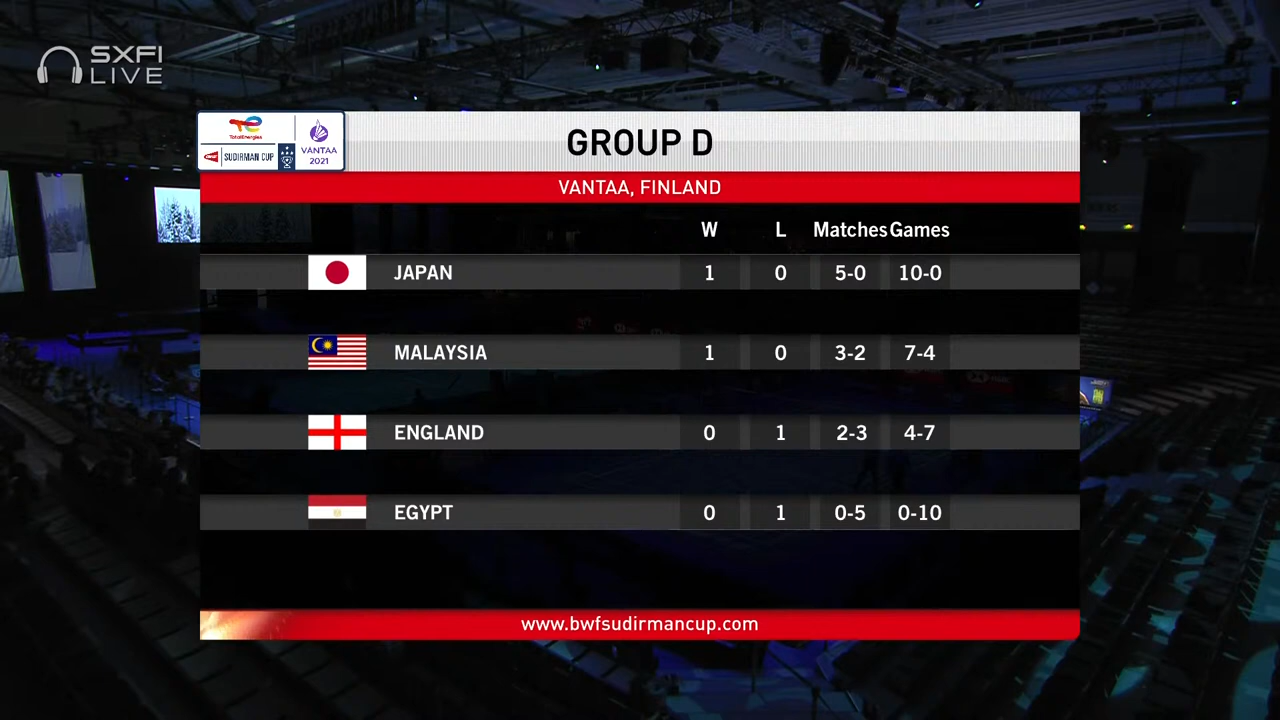 SXFI
LIVE
TotalEnergies
BWF
SUDIRMAN CUP
VANTAA
2021
GROUP D
VANTAA, FINLAND
W L Matches Games
JAPAN 1 0 5-0 10-0
MALAYSIA 1 0 3-2 7-4
ENGLAND 0 1 2-3 4-7
EGYPT 0 1 0-5 0-10
www.bwfsudirmancup.com